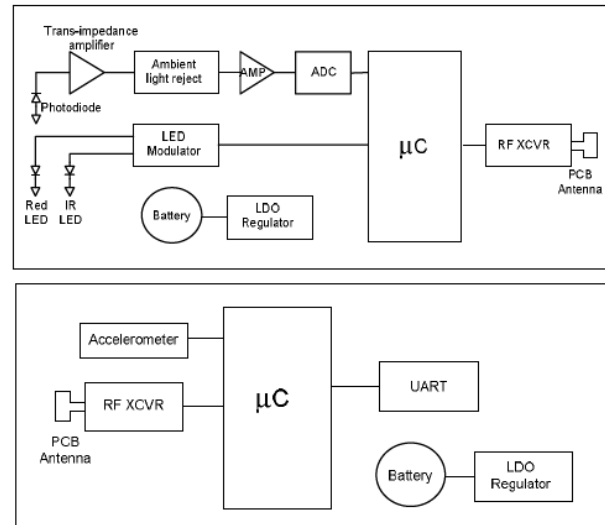 Trans-impedance
amplifier
Ambient
light reject
AMP
ADC
Photodiode
LED
Modulator
µC
RF XCVR
PCB
Antenna
Red
LED
IR
LED
Battery
LDO
Regulator
Accelerometer
µC
UART
RF XCVR
PCB
Antenna
Battery
LDO
Regulator